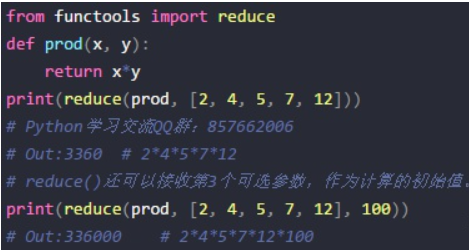 from functools import reduce
def prod(x, y):
    return x*y
print(reduce(prod, [2, 4, 5, 7, 12]))
# Python学习交流QQ群：857662006
# Out:3360  # 2*4*5*7*12
# reduce()还可以接收第3个可选参数，作为计算的初始值。
print(reduce(prod, [2, 4, 5, 7, 12], 100))
# Out:336000    # 2*4*5*7*12*100